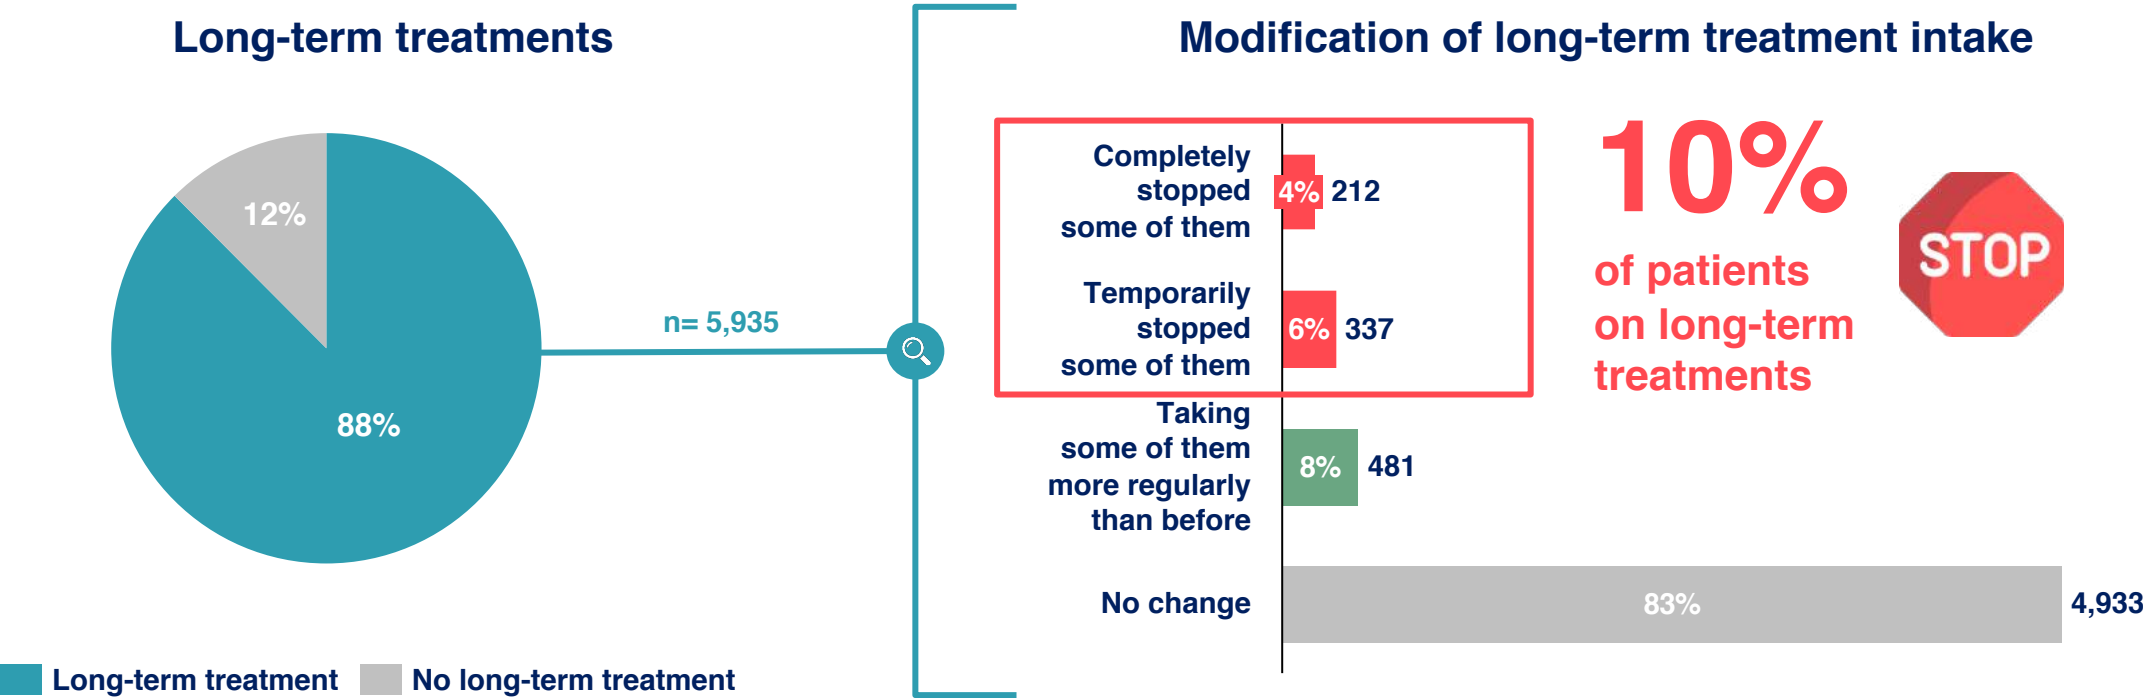 Long-term treatments
12%
88%
n= 5,935
Long-term treatment
No long-term treatment
Modification of long-term treatment intake
Completely
stopped
some of them
4% 212
Temporarily
stopped
some of them
6% 337
Taking
some of them
more regularly
than before
8% 481
No change
83% 4,933
10%
of patients
on long-term
treatments
STOP